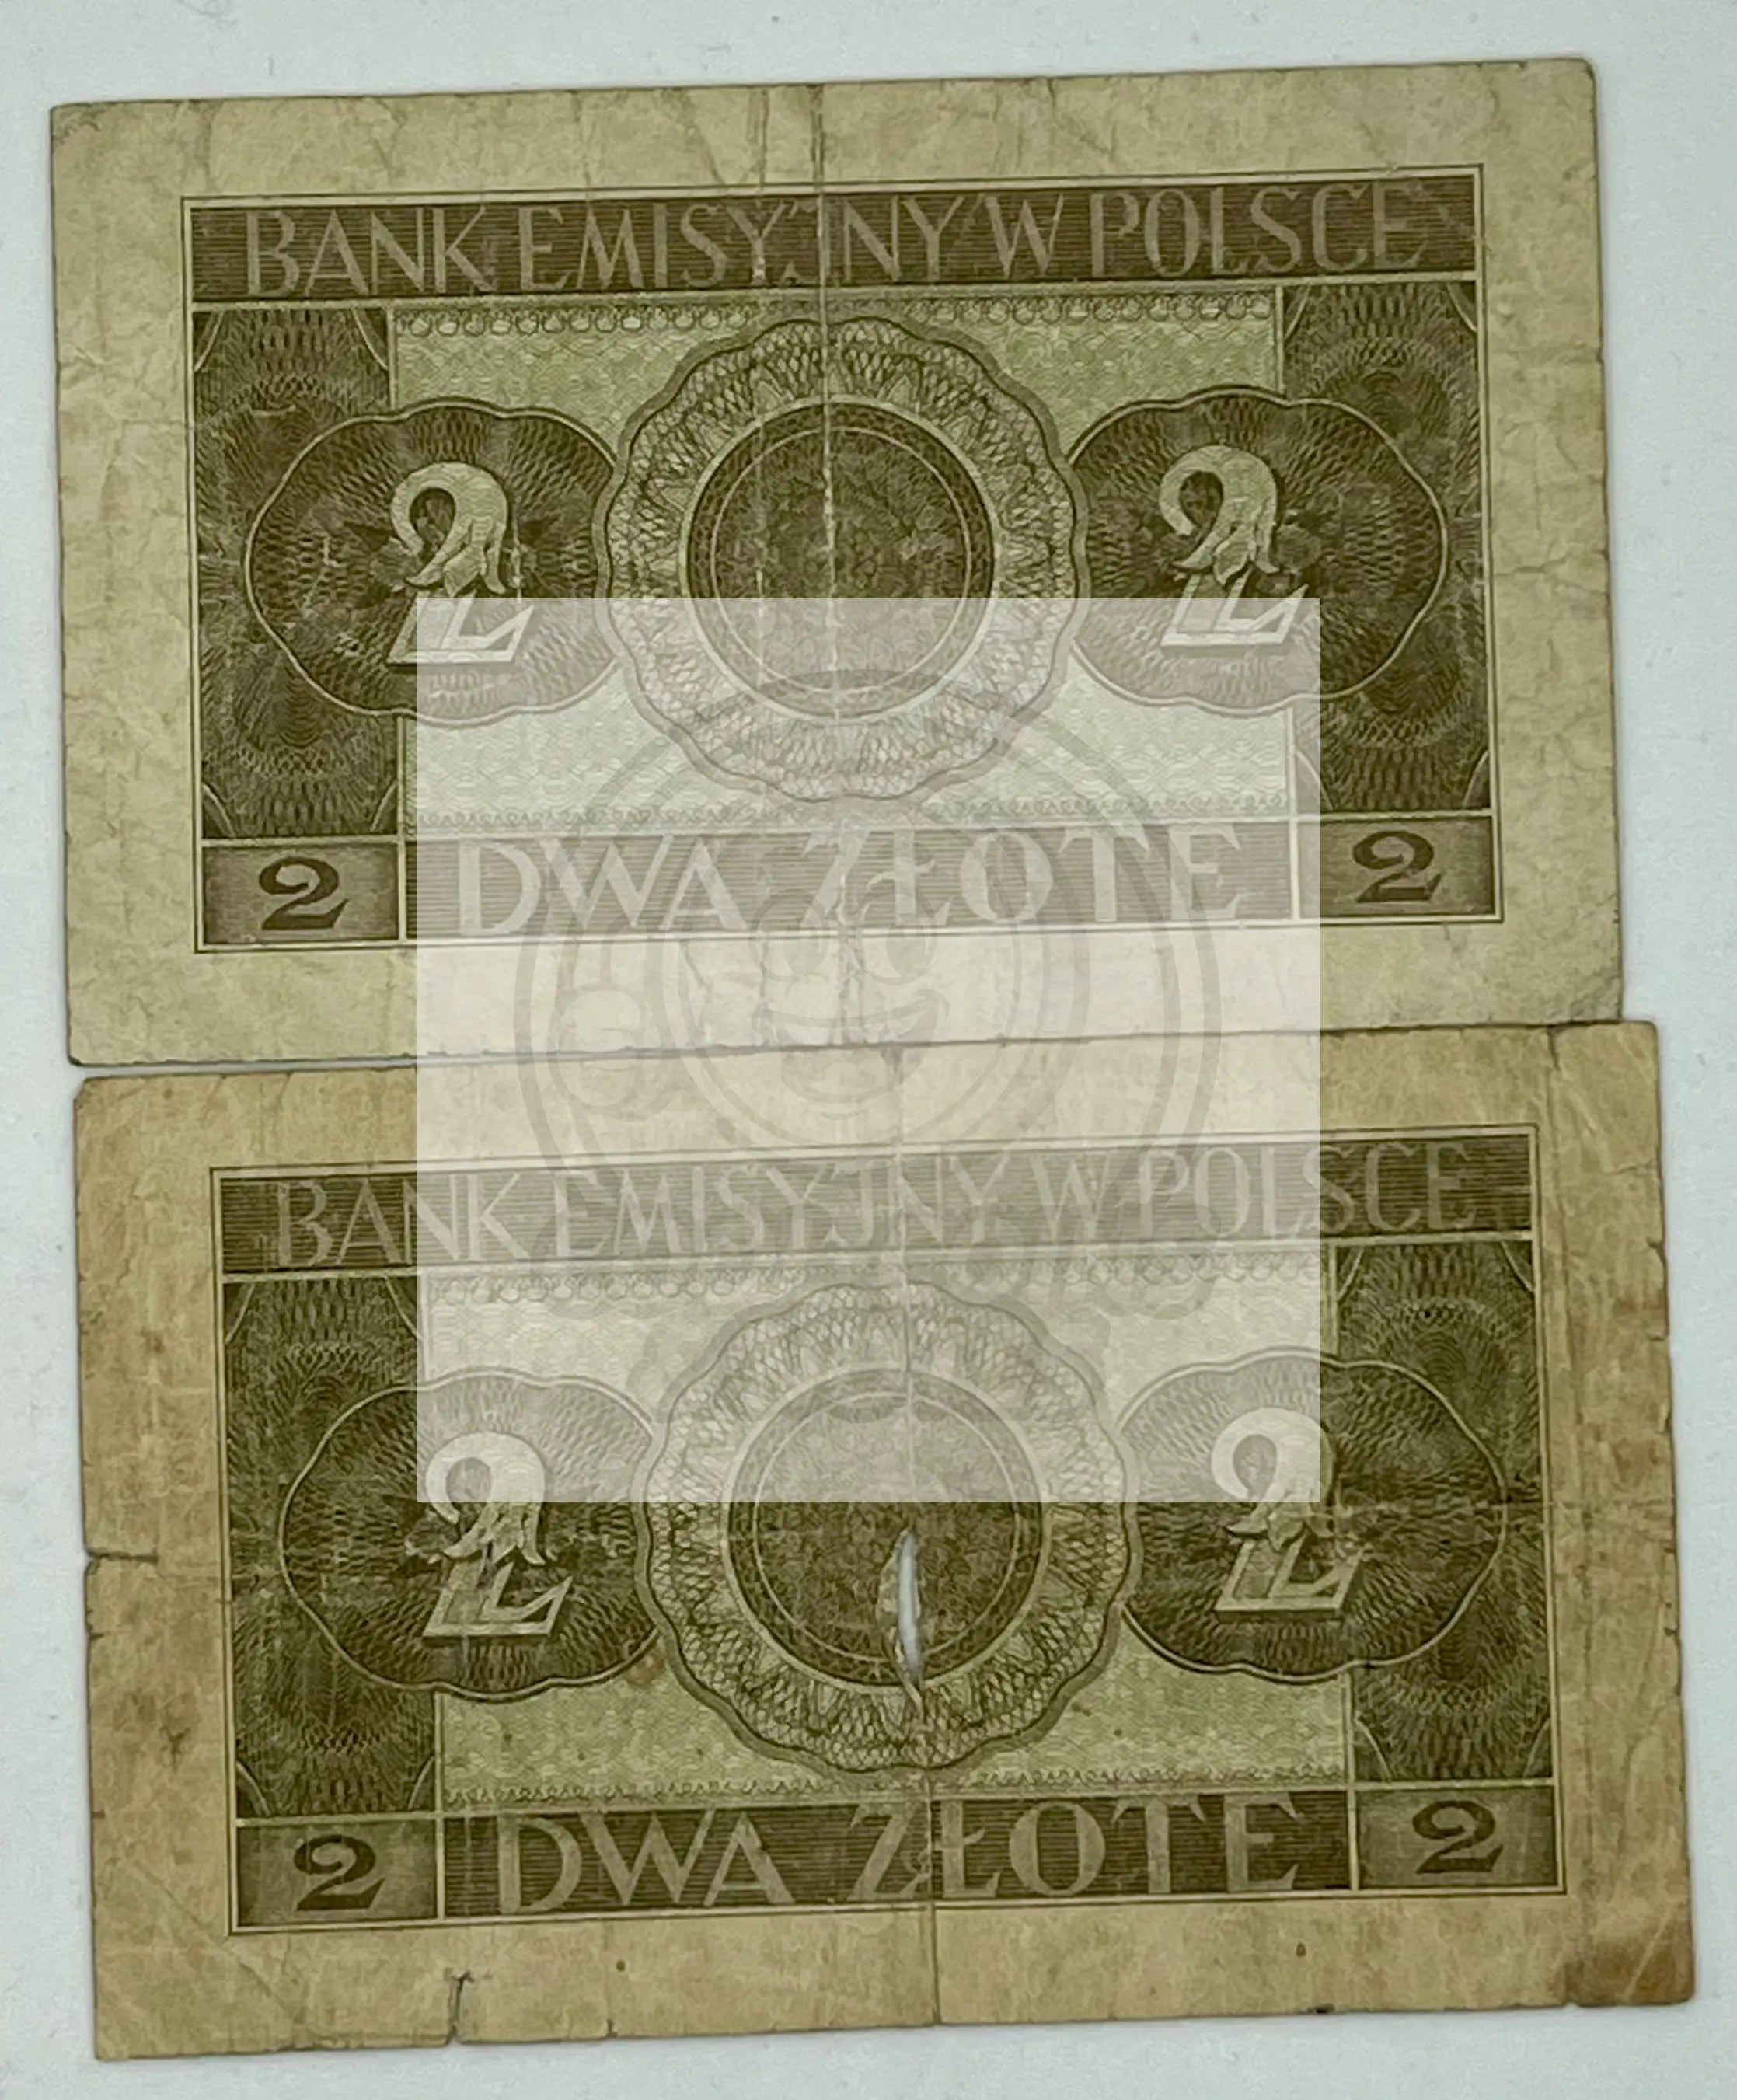 BANK EMISYJNY W POLSCE
2 2
2 DWA ZŁOTE 2
BANK EMISYJNY W POLSCE
2 2
2 DWA ZŁOTE 2